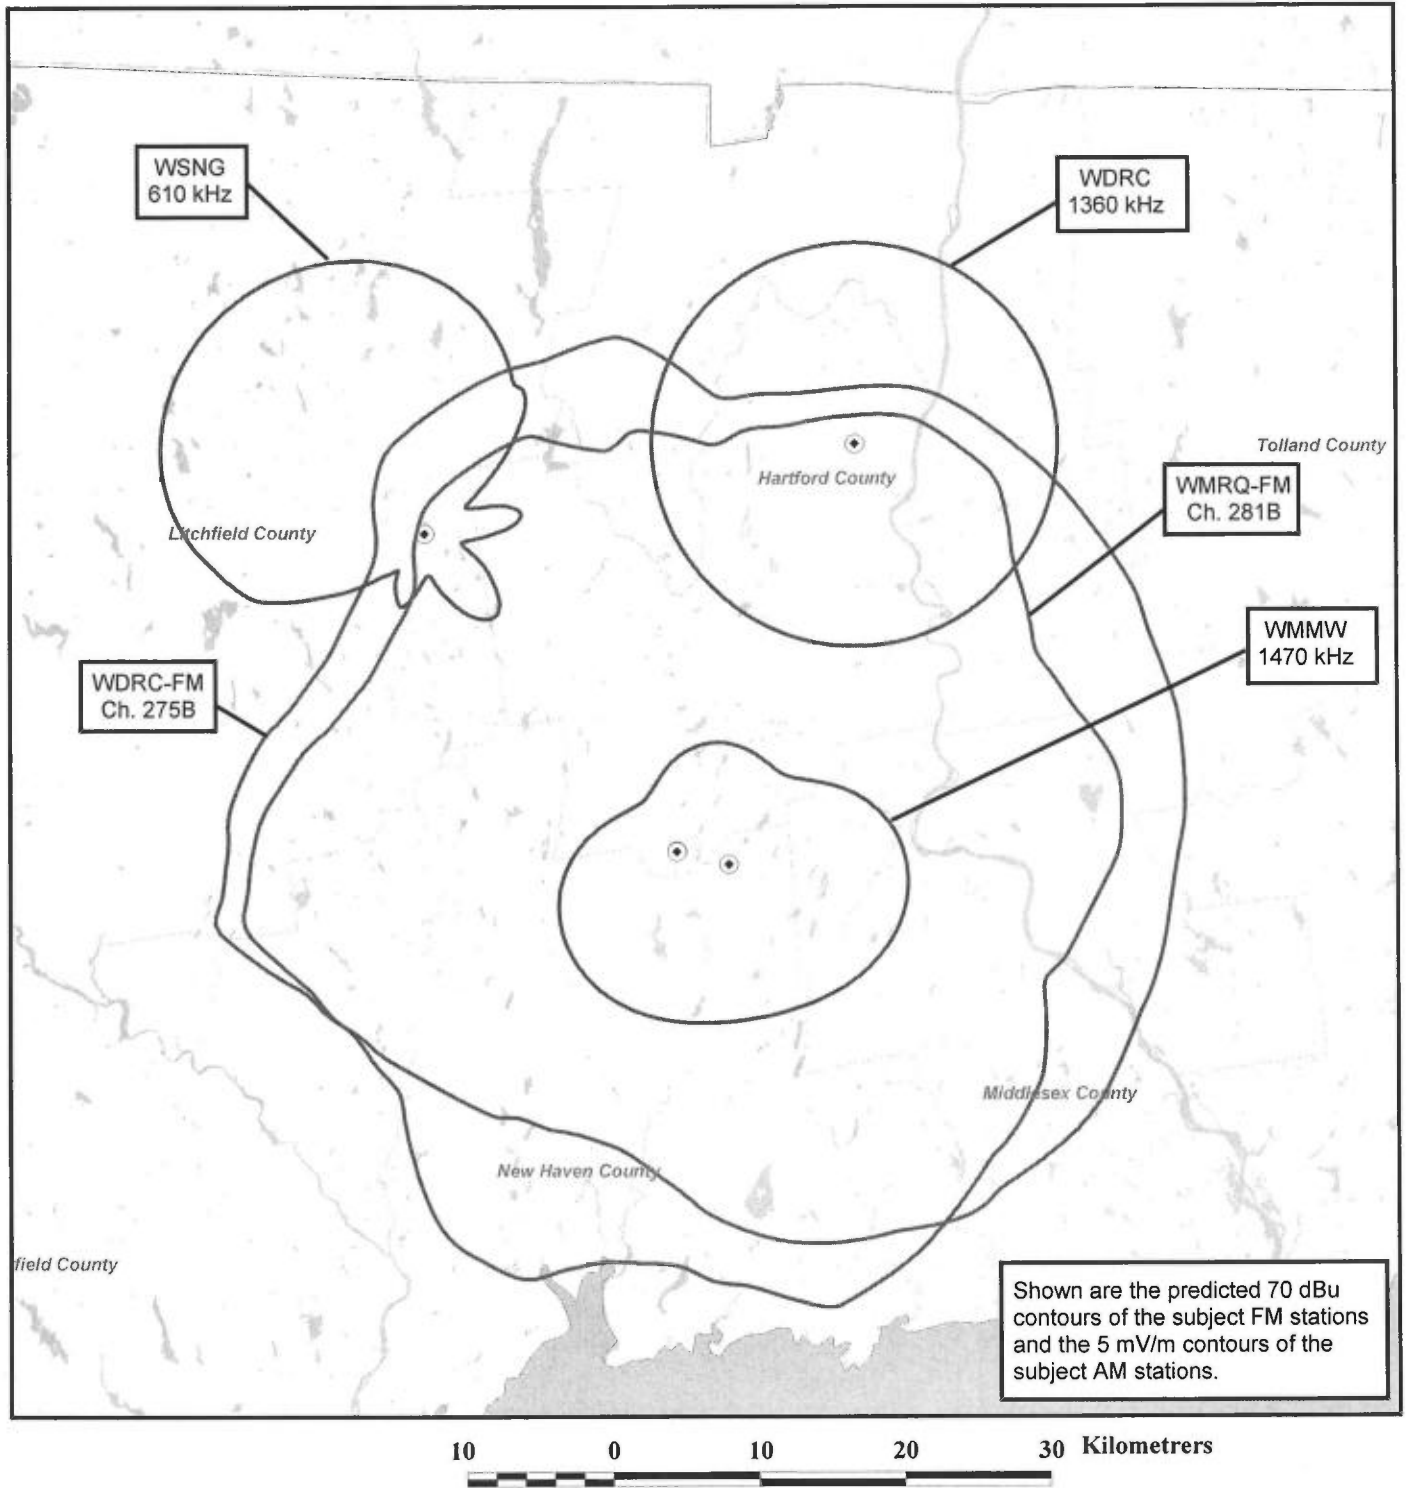 WSNG
610 kHz
WDRC
1360 kHz
Tolland County
Hartford County
WMRQ-FM
Ch. 281B
Litchfield County
WMMW
1470 kHz
WDRC-FM
Ch. 275B
Middlesex County
New Haven County
field County
Shown are the predicted 70 dBu
contours of the subject FM stations
and the 5 mV/m contours of the
subject AM stations.
10 0 10 20 30 Kilometrers